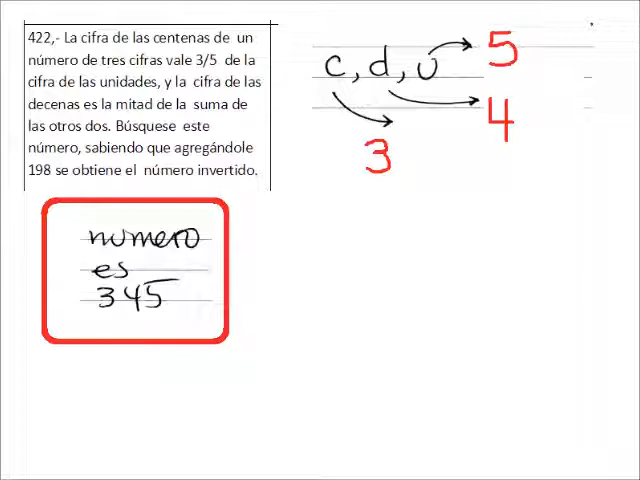 422,- La cifra de las centenas de un
número de tres cifras vale 3/5 de la
cifra de las unidades, y la cifra de las
decenas es la mitad de la suma de
las otros dos. Búsquese este
número, sabiendo que agregándole
198 se obtiene el número invertido.
c, d, u
5
4
3
numero
es
345